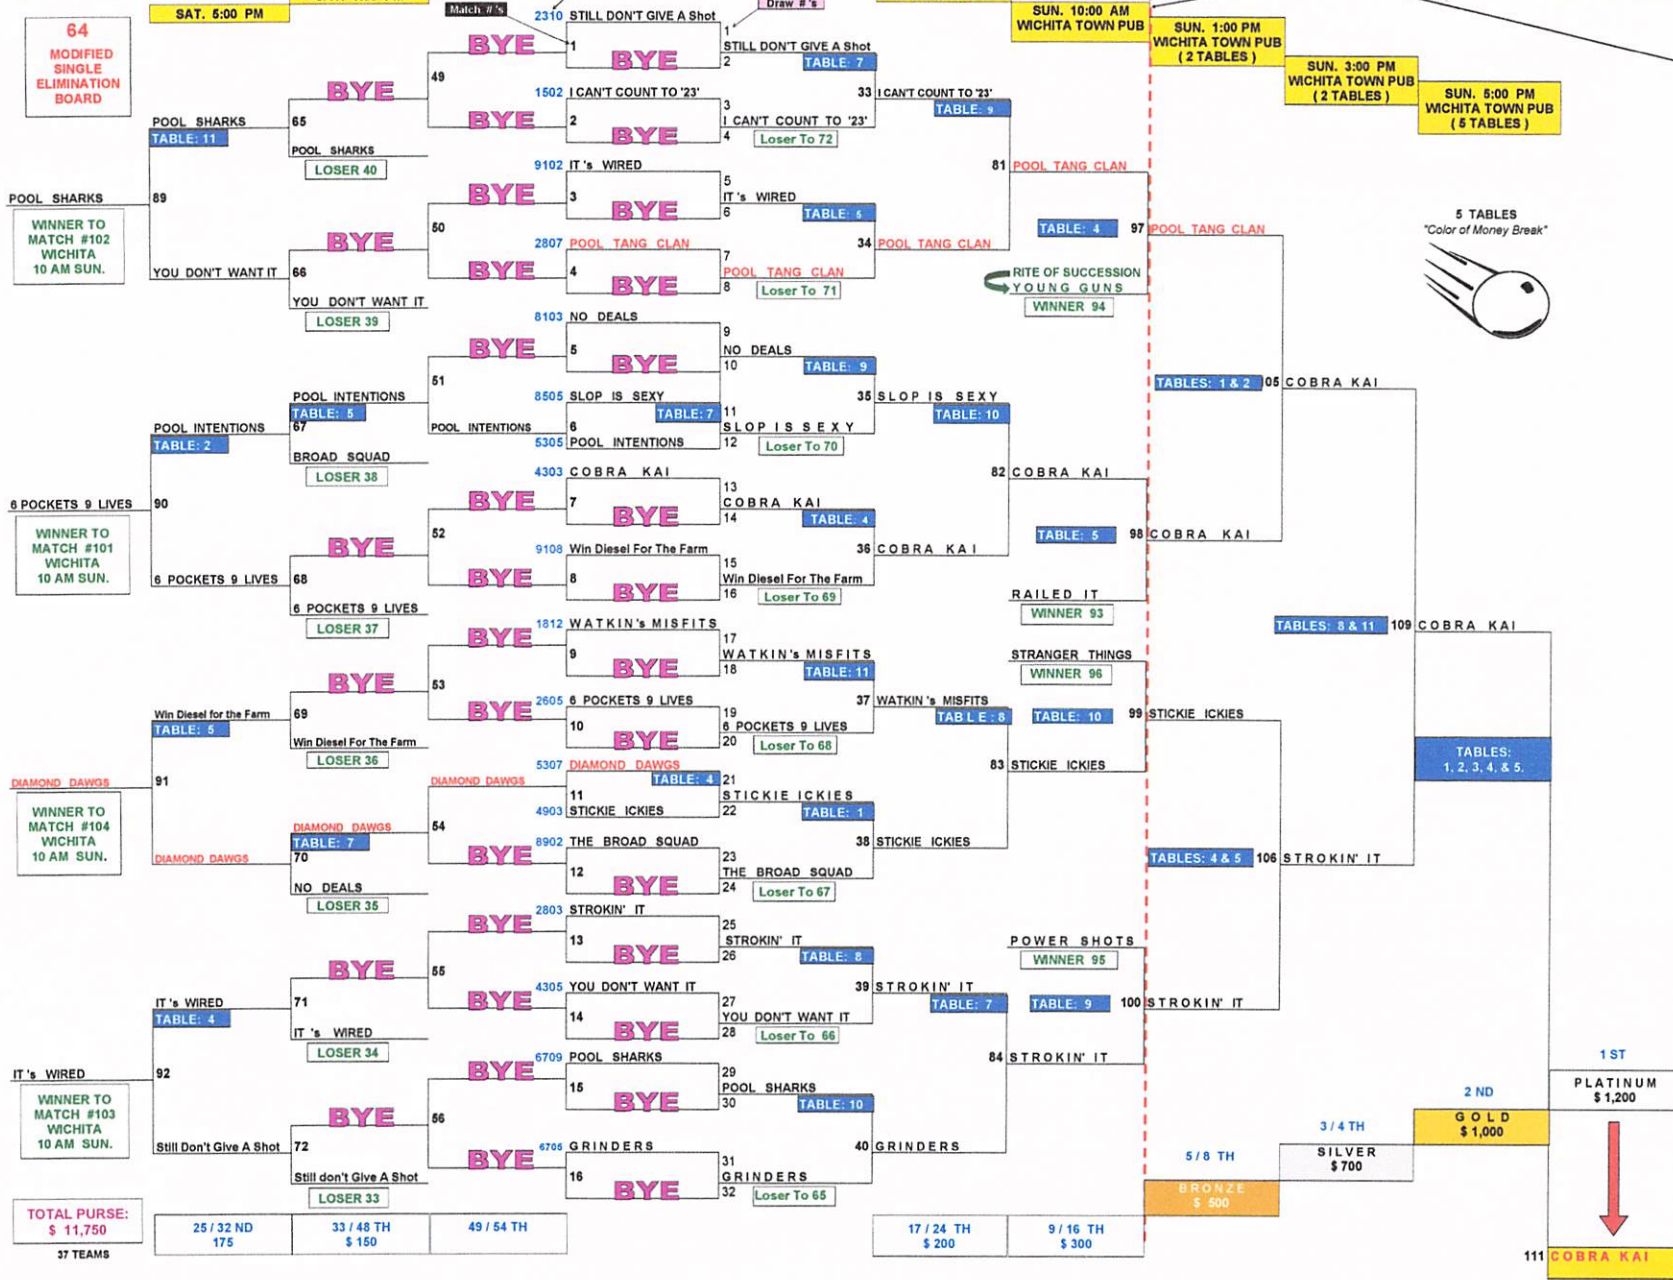 SAT. 5:00 PM
Match #'s
Draw #'s
SUN. 10:00 AM
WICHITA TOWN PUB
SUN. 1:00 PM
WICHITA TOWN PUB
( 2 TABLES )
SUN. 3:00 PM
WICHITA TOWN PUB
( 2 TABLES )
SUN. 5:00 PM
WICHITA TOWN PUB
( 5 TABLES )
64
MODIFIED
SINGLE
ELIMINATION
BOARD
5 TABLES
"Color of Money Break"
POOL SHARKS
WINNER TO
MATCH #102
WICHITA
10 AM SUN.
6 POCKETS 9 LIVES
WINNER TO
MATCH #101
WICHITA
10 AM SUN.
DIAMOND DAWGS
WINNER TO
MATCH #104
WICHITA
10 AM SUN.
IT's WIRED
WINNER TO
MATCH #103
WICHITA
10 AM SUN.
TOTAL PURSE:
$ 11,750
37 TEAMS
POOL SHARKS
TABLE: 11
89
YOU DON'T WANT IT
POOL INTENTIONS
TABLE: 2
90
6 POCKETS 9 LIVES
Win Diesel for the Farm
TABLE: 5
91
DIAMOND DAWGS
IT's WIRED
TABLE: 4
92
Still Don't Give A Shot
25 / 32 ND
175
BYE
65
POOL SHARKS
LOSER 40
BYE
66
YOU DON'T WANT IT
LOSER 39
POOL INTENTIONS
TABLE: 5
67
BROAD SQUAD
LOSER 38
BYE
68
6 POCKETS 9 LIVES
LOSER 37
BYE
69
Win Diesel For The Farm
LOSER 36
DIAMOND DAWGS
TABLE: 7
70
NO DEALS
LOSER 35
BYE
71
IT 's WIRED
LOSER 34
BYE
72
Still don't Give A Shot
LOSER 33
33 / 48 TH
$ 150
BYE
49
BYE
BYE
50
BYE
BYE
51
POOL INTENTIONS
BYE
52
BYE
BYE
53
BYE
DIAMOND DAWGS
54
BYE
BYE
55
BYE
BYE
56
BYE
49 / 54 TH
2310 STILL DON'T GIVE A Shot
1
BYE
1502 I CAN'T COUNT TO '23'
2
BYE
9102 IT's WIRED
3
BYE
2807 POOL TANG CLAN
4
BYE
8103 NO DEALS
5
BYE
8505 SLOP IS SEXY
TABLE: 7
6
5305 POOL INTENTIONS
4303 COBRA KAI
7
BYE
9108 Win Diesel For The Farm
8
BYE
1812 WATKIN's MISFITS
9
BYE
2605 6 POCKETS 9 LIVES
10
BYE
5307 DIAMOND DAWGS
TABLE: 4
11
4903 STICKIE ICKIES
8902 THE BROAD SQUAD
12
BYE
2803 STROKIN' IT
13
BYE
4305 YOU DON'T WANT IT
14
BYE
6709 POOL SHARKS
15
BYE
6705 GRINDERS
16
BYE
1
STILL DON'T GIVE A Shot
2
TABLE: 7
3
I CAN'T COUNT TO '23'
4
Loser To 72
5
IT's WIRED
6
TABLE: 5
7
POOL TANG CLAN
8
Loser To 71
9
NO DEALS
10
TABLE: 9
11
SLOP IS SEXY
12
Loser To 70
13
COBRA KAI
14
TABLE: 4
15
Win Diesel For The Farm
16
Loser To 69
17
WATKIN's MISFITS
18
TABLE: 11
19
6 POCKETS 9 LIVES
20
Loser To 68
21
STICKIE ICKIES
22
TABLE: 1
23
THE BROAD SQUAD
24
Loser To 67
25
STROKIN' IT
26
TABLE: 8
27
YOU DON'T WANT IT
28
Loser To 66
29
POOL SHARKS
30
TABLE: 10
31
GRINDERS
32
Loser To 65
33 I CAN'T COUNT TO '23'
TABLE: 9
34 POOL TANG CLAN
35 SLOP IS SEXY
TABLE: 10
36 COBRA KAI
37 WATKIN's MISFITS
TABLE: 8
38 STICKIE ICKIES
39 STROKIN' IT
TABLE: 7
40 GRINDERS
17 / 24 TH
$ 200
81 POOL TANG CLAN
TABLE: 4
RITE OF SUCCESSION
YOUNG GUNS
WINNER 94
82 COBRA KAI
TABLE: 5
RAILED IT
WINNER 93
STRANGER THINGS
WINNER 96
TABLE: 10
83 STICKIE ICKIES
POWER SHOTS
WINNER 95
TABLE: 9
84 STROKIN' IT
9 / 16 TH
$ 300
97 POOL TANG CLAN
TABLES: 1 & 2
98 COBRA KAI
99 STICKIE ICKIES
TABLES: 4 & 5
100 STROKIN' IT
5 / 8 TH
BRONZE
$ 500
05 COBRA KAI
TABLES: 8 & 11
106 STROKIN' IT
3 / 4 TH
SILVER
$ 700
109 COBRA KAI
TABLES:
1, 2, 3, 4, & 5.
2 ND
GOLD
$ 1,000
1 ST
PLATINUM
$ 1,200
111 COBRA KAI